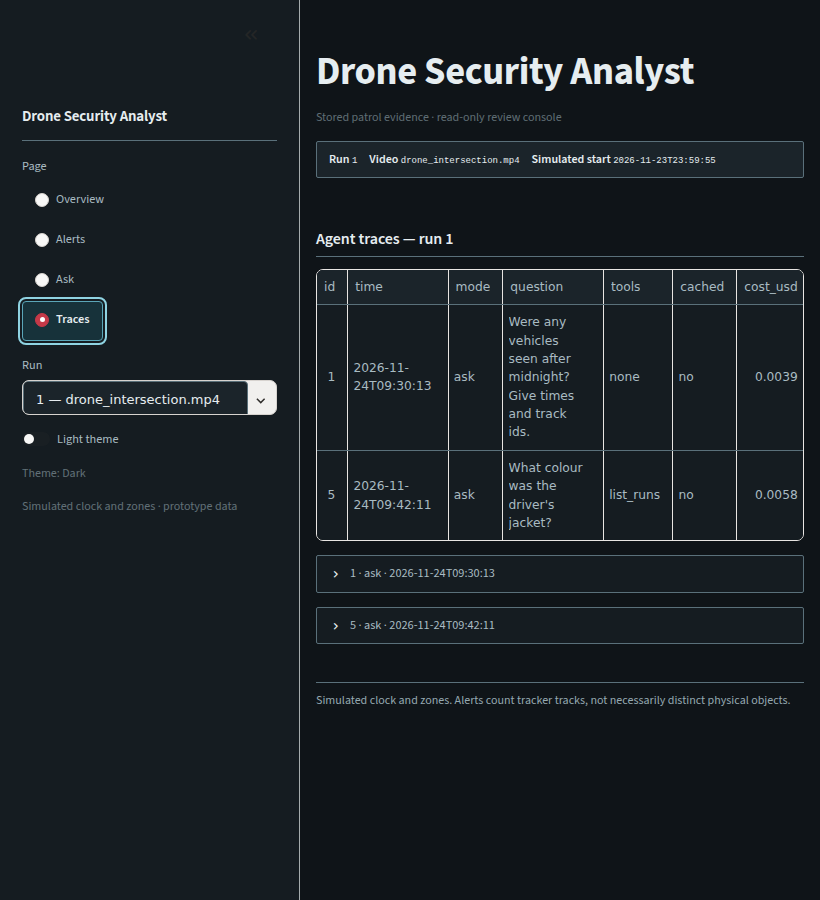 Drone Security Analyst
Page
Overview
Alerts
Ask
Traces
Run
1 — drone_intersection.mp4
Light theme
Theme: Dark
Simulated clock and zones · prototype data
Drone Security Analyst
Stored patrol evidence · read-only review console
Run 1 Video drone_intersection.mp4 Simulated start 2026-11-23T23:59:55
Agent traces — run 1
id time mode question tools cached cost_usd
1 2026-11-24T09:30:13 ask Were any vehicles seen after midnight? Give times and track ids. none no 0.0039
5 2026-11-24T09:42:11 ask What colour was the driver's jacket? list_runs no 0.0058
1 · ask · 2026-11-24T09:30:13
5 · ask · 2026-11-24T09:42:11
Simulated clock and zones. Alerts count tracker tracks, not necessarily distinct physical objects.